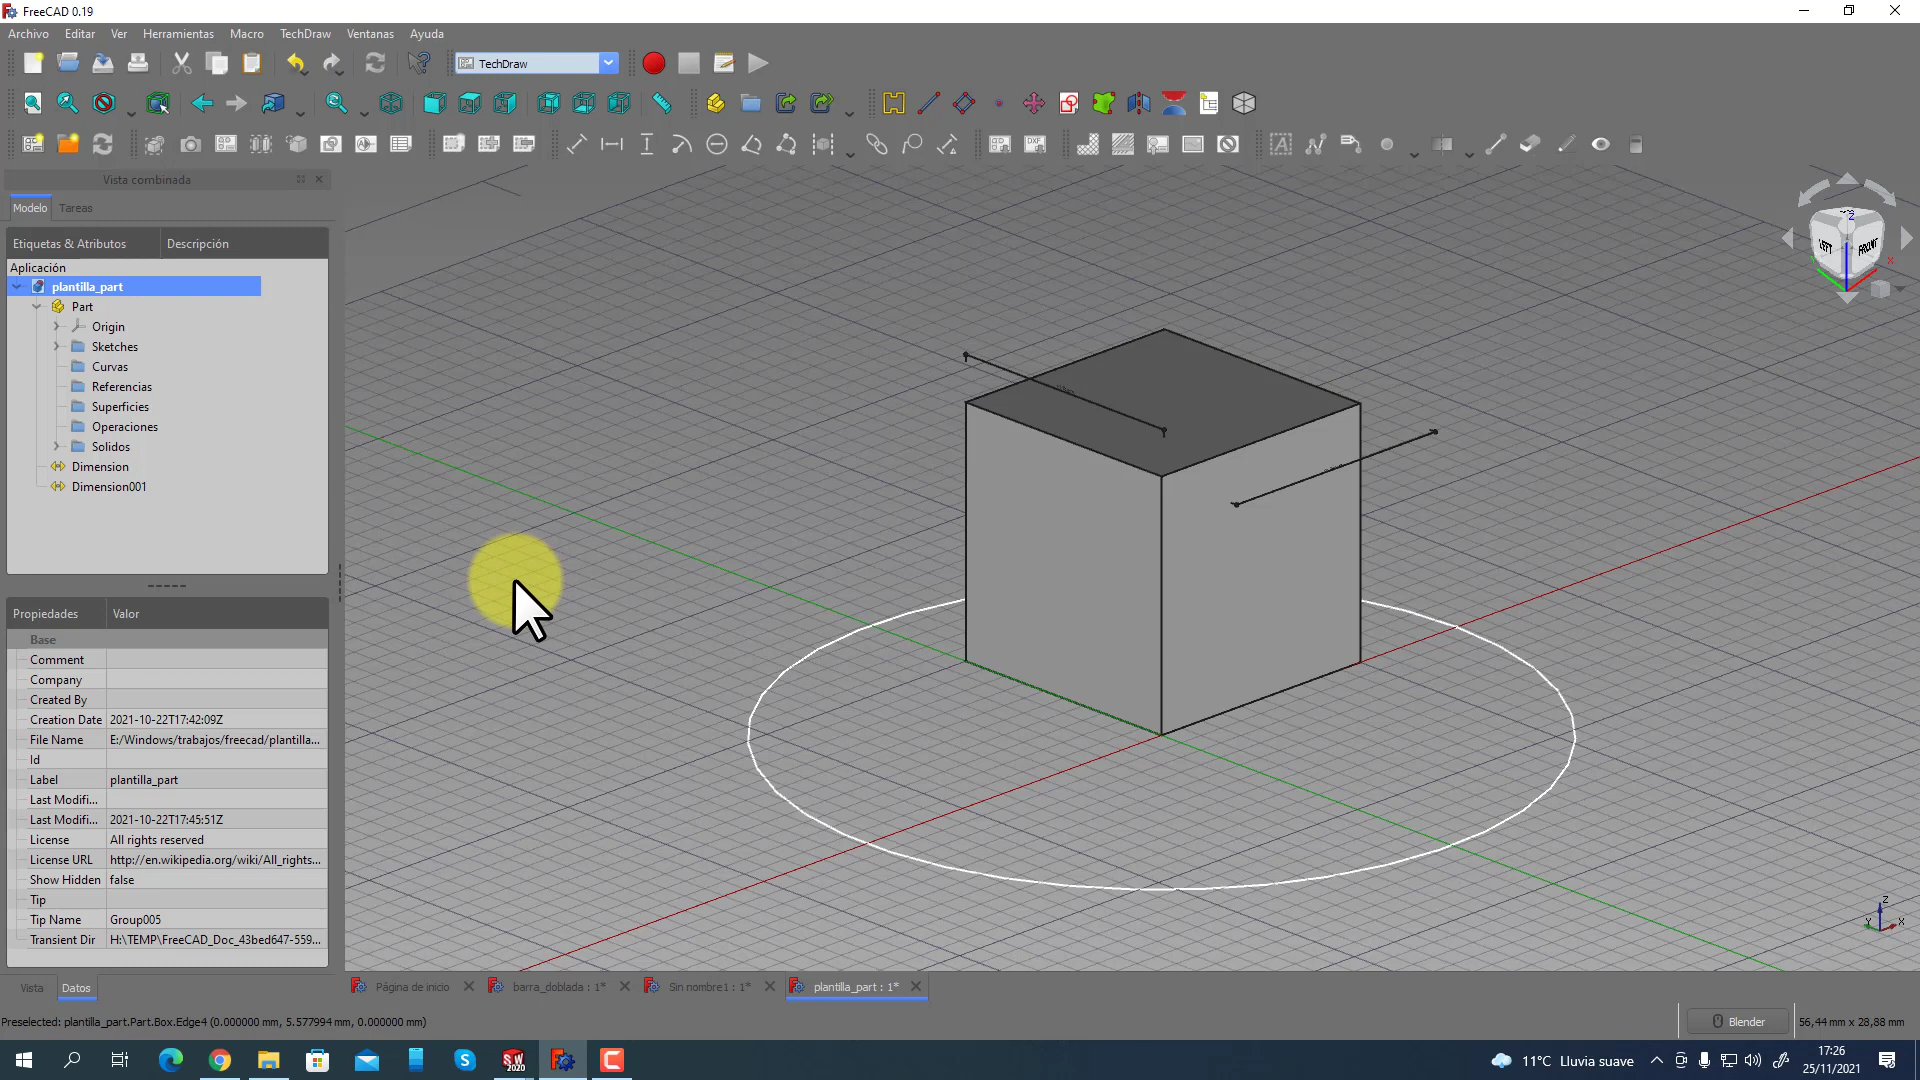 FreeCAD 0.19
Archivo Editar Ver Herramientas Macro TechDraw Ventanas Ayuda
TechDraw
Vista combinada
Modelo Tareas
Etiquetas & Atributos Descripción
Aplicación
plantilla_part
Part
Origin
Sketches
Curvas
Referencias
Superficies
Operaciones
Solidos
Dimension
Dimension001
Propiedades Valor
Base
Comment
Company
Created By
Creation Date 2021-10-22T17:42:09Z
File Name E:/Windows/trabajos/freecad/plantilla...
Id
Label plantilla_part
Last Modifi...
Last Modifi... 2021-10-22T17:45:51Z
License All rights reserved
License URL http://en.wikipedia.org/wiki/All_rights...
Show Hidden false
Tip
Tip Name Group005
Transient Dir H:\TEMP\FreeCAD_Doc_43bed647-559...
Vista Datos
LEFT FRONT
Z
X
Z
Y X
Página de inicio barra_doblada : 1* Sin nombre1 : 1* plantilla_part : 1*
Preselected: plantilla_part.Part.Box.Edge4 (0.000000 mm, 5.577994 mm, 0.000000 mm)
Blender 56,44 mm x 28,88 mm
SW 2020
11°C Lluvia suave
17:26
25/11/2021